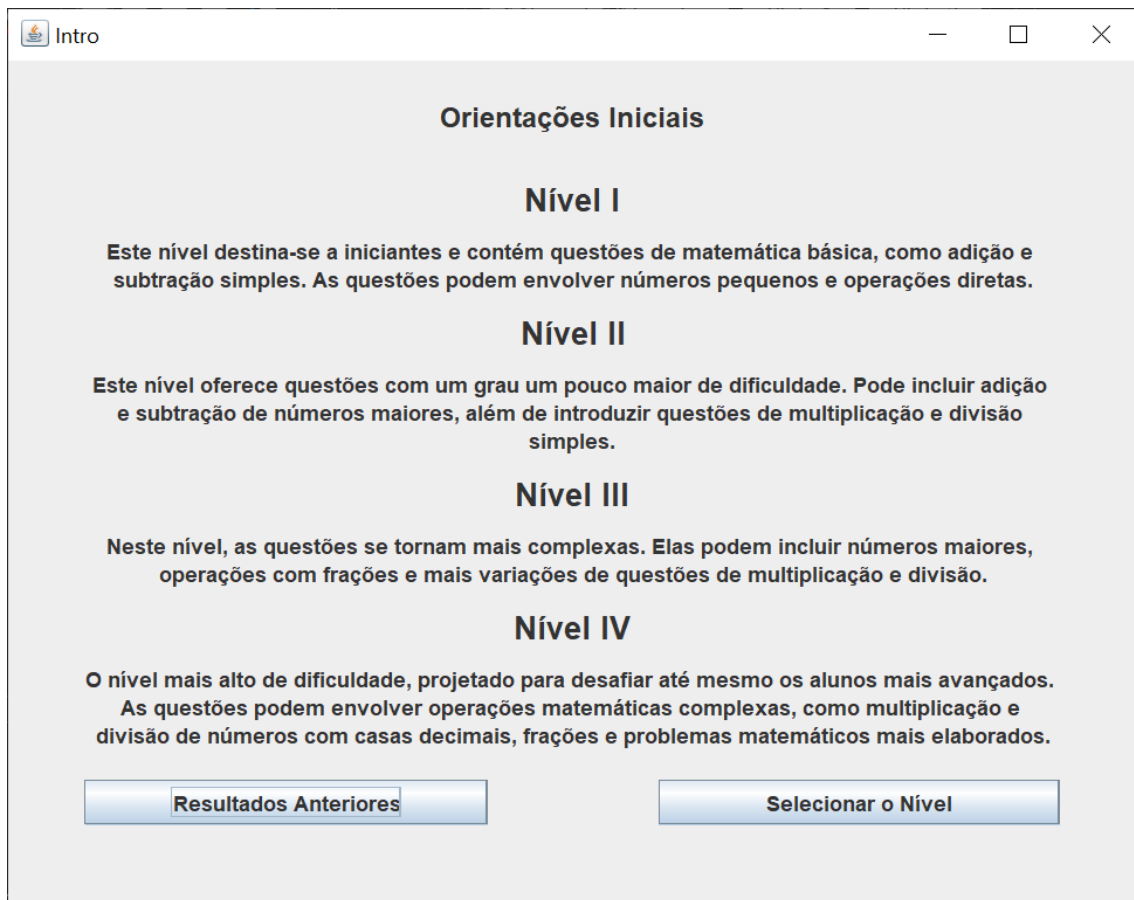 Intro
Orientações Iniciais
Nível I
Este nível destina-se a iniciantes e contém questões de matemática básica, como adição e
subtração simples. As questões podem envolver números pequenos e operações diretas.
Nível II
Este nível oferece questões com um grau um pouco maior de dificuldade. Pode incluir adição
e subtração de números maiores, além de introduzir questões de multiplicação e divisão
simples.
Nível III
Neste nível, as questões se tornam mais complexas. Elas podem incluir números maiores,
operações com frações e mais variações de questões de multiplicação e divisão.
Nível IV
O nível mais alto de dificuldade, projetado para desafiar até mesmo os alunos mais avançados.
As questões podem envolver operações matemáticas complexas, como multiplicação e
divisão de números com casas decimais, frações e problemas matemáticos mais elaborados.
Resultados Anteriores
Selecionar o Nível